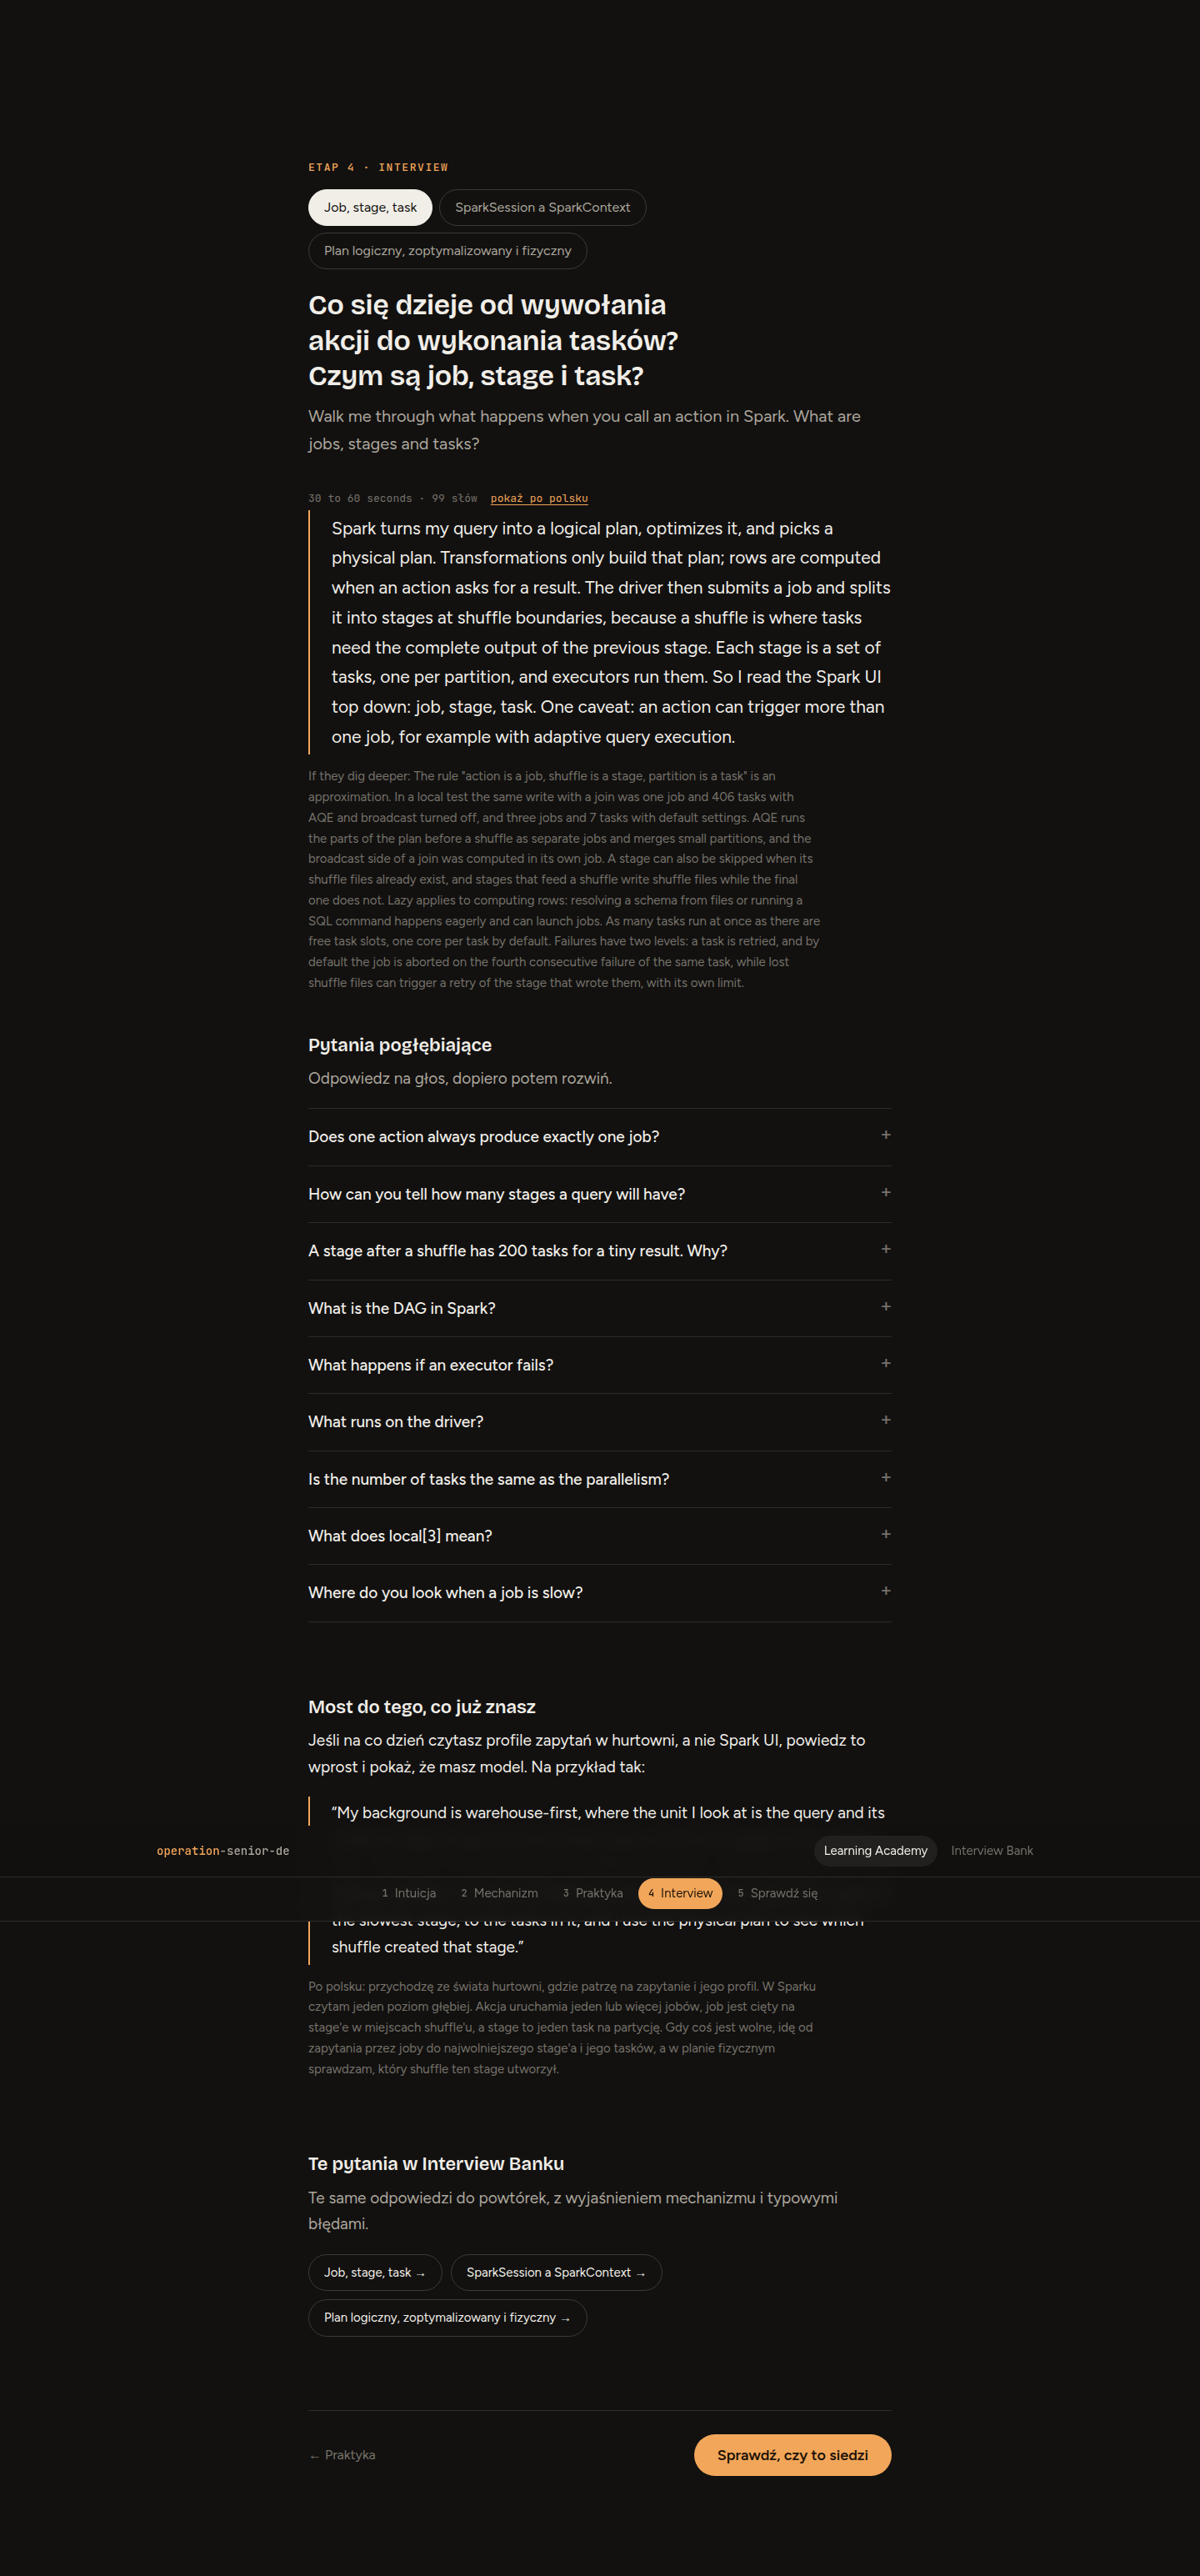 ETAP 4 · INTERVIEW
Job, stage, task
SparkSession a SparkContext
Plan logiczny, zoptymalizowany i fizyczny
Co się dzieje od wywołania
akcji do wykonania tasków?
Czym są job, stage i task?
Walk me through what happens when you call an action in Spark. What are
jobs, stages and tasks?
30 to 60 seconds · 99 słów pokaż po polsku
Spark turns my query into a logical plan, optimizes it, and picks a
physical plan. Transformations only build that plan; rows are computed
when an action asks for a result. The driver then submits a job and splits
it into stages at shuffle boundaries, because a shuffle is where tasks
need the complete output of the previous stage. Each stage is a set of
tasks, one per partition, and executors run them. So I read the Spark UI
top down: job, stage, task. One caveat: an action can trigger more than
one job, for example with adaptive query execution.
If they dig deeper: The rule "action is a job, shuffle is a stage, partition is a task" is an
approximation. In a local test the same write with a join was one job and 406 tasks with
AQE and broadcast turned off, and three jobs and 7 tasks with default settings. AQE runs
the parts of the plan before a shuffle as separate jobs and merges small partitions, and the
broadcast side of a join was computed in its own job. A stage can also be skipped when its
shuffle files already exist, and stages that feed a shuffle write shuffle files while the final
one does not. Lazy applies to computing rows: resolving a schema from files or running a
SQL command happens eagerly and can launch jobs. As many tasks run at once as there are
free task slots, one core per task by default. Failures have two levels: a task is retried, and by
default the job is aborted on the fourth consecutive failure of the same task, while lost
shuffle files can trigger a retry of the stage that wrote them, with its own limit.
Pytania pogłębiające
Odpowiedz na głos, dopiero potem rozwiń.
Does one action always produce exactly one job? +
How can you tell how many stages a query will have? +
A stage after a shuffle has 200 tasks for a tiny result. Why? +
What is the DAG in Spark? +
What happens if an executor fails? +
What runs on the driver? +
Is the number of tasks the same as the parallelism? +
What does local[3] mean? +
Where do you look when a job is slow? +
Most do tego, co już znasz
Jeśli na co dzień czytasz profile zapytań w hurtowni, a nie Spark UI, powiedz to
wprost i pokaż, że masz model. Na przykład tak:
“My background is warehouse-first, where the unit I look at is the query and its
operation-senior-de
Learning Academy
Interview Bank
1 Intuicja
2 Mechanizm
3 Praktyka
4 Interview
5 Sprawdź się
the slowest stage, to the tasks in it, and I use the physical plan to see which
shuffle created that stage.”
Po polsku: przychodzę ze świata hurtowni, gdzie patrzę na zapytanie i jego profil. W Sparku
czytam jeden poziom głębiej. Akcja uruchamia jeden lub więcej jobów, job jest cięty na
stage'e w miejscach shuffle'u, a stage to jeden task na partycję. Gdy coś jest wolne, idę od
zapytania przez joby do najwolniejszego stage'a i jego tasków, a w planie fizycznym
sprawdzam, który shuffle ten stage utworzył.
Te pytania w Interview Banku
Te same odpowiedzi do powtórek, z wyjaśnieniem mechanizmu i typowymi
błędami.
Job, stage, task →
SparkSession a SparkContext →
Plan logiczny, zoptymalizowany i fizyczny →
← Praktyka
Sprawdź, czy to siedzi